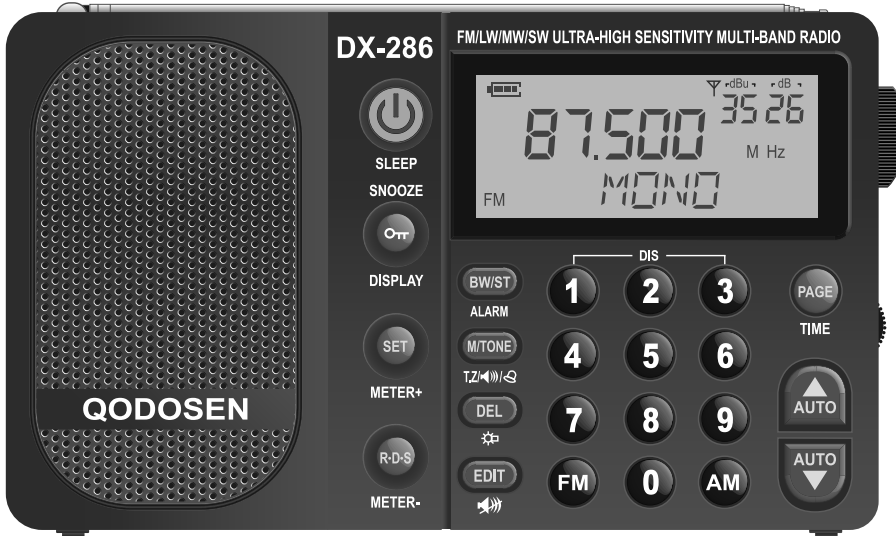 DX-286
FM/LW/MW/SW ULTRA-HIGH SENSITIVITY MULTI-BAND RADIO
dBu dB
35 26
87.500
M Hz
FM
MONO
SLEEP
SNOOZE
DISPLAY
SET
METER+
R·D·S
METER-
QODOSEN
DIS
BW/ST
ALARM
M/TONE
T.Z/
DEL
EDIT
1 2 3
4 5 6
7 8 9
FM 0 AM
PAGE
TIME
AUTO
AUTO